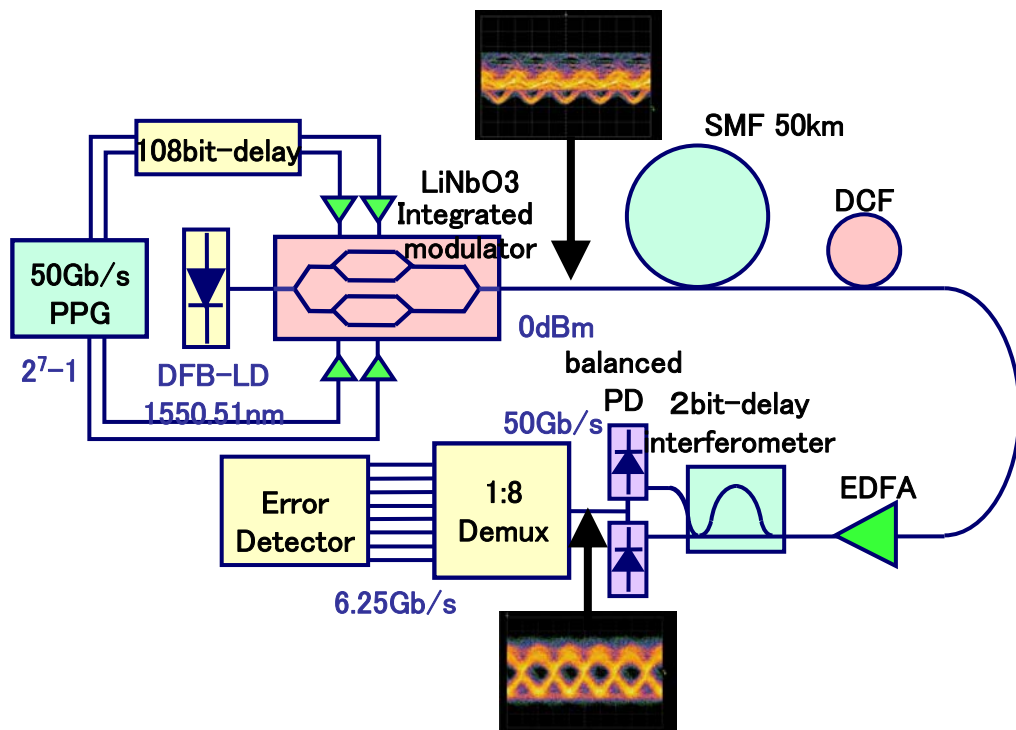 SMF 50km
108bit-delay
LiNbO3
Integrated
modulator
DCF
50Gb/s
PPG
2⁷-1
DFB-LD
1550.51nm
0dBm
balanced
PD
50Gb/s
2bit-delay
interferometer
EDFA
1:8
Demux
Error
Detector
6.25Gb/s